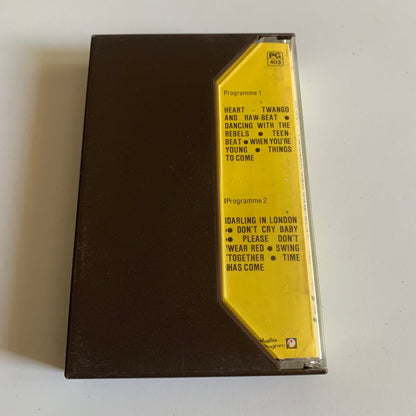 PG
403
Programme 1
HEART - TWANGO
AND RAW-BEAT ●
DANCING WITH THE
REBELS ● TEEN-
BEAT ● WHEN YOU'RE
YOUNG ● THINGS
TO COME
Programme 2
DARLING IN LONDON
● DON'T CRY BABY
● PLEASE DON'T
WEAR RED ● SWING
TOGETHER ● TIME
HAS COME